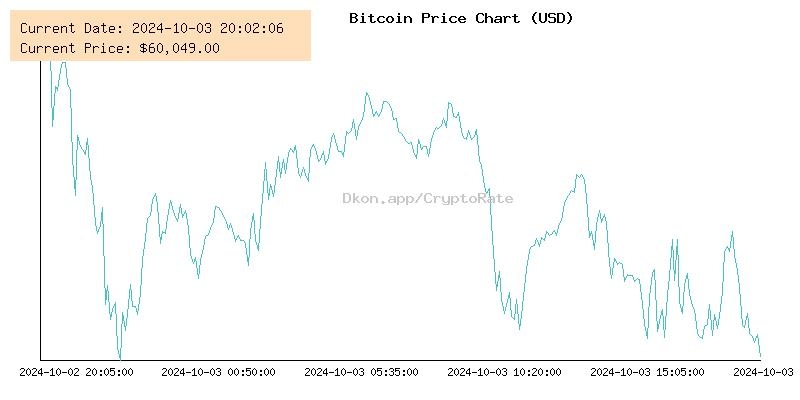 Bitcoin Price Chart (USD)
Current Date: 2024-10-03 20:02:06
Current Price: $60,049.00
Dkon.app/CryptoRate
2024-10-02 20:05:00 2024-10-03 00:50:00 2024-10-03 05:35:00 2024-10-03 10:20:00 2024-10-03 15:05:00 2024-10-03